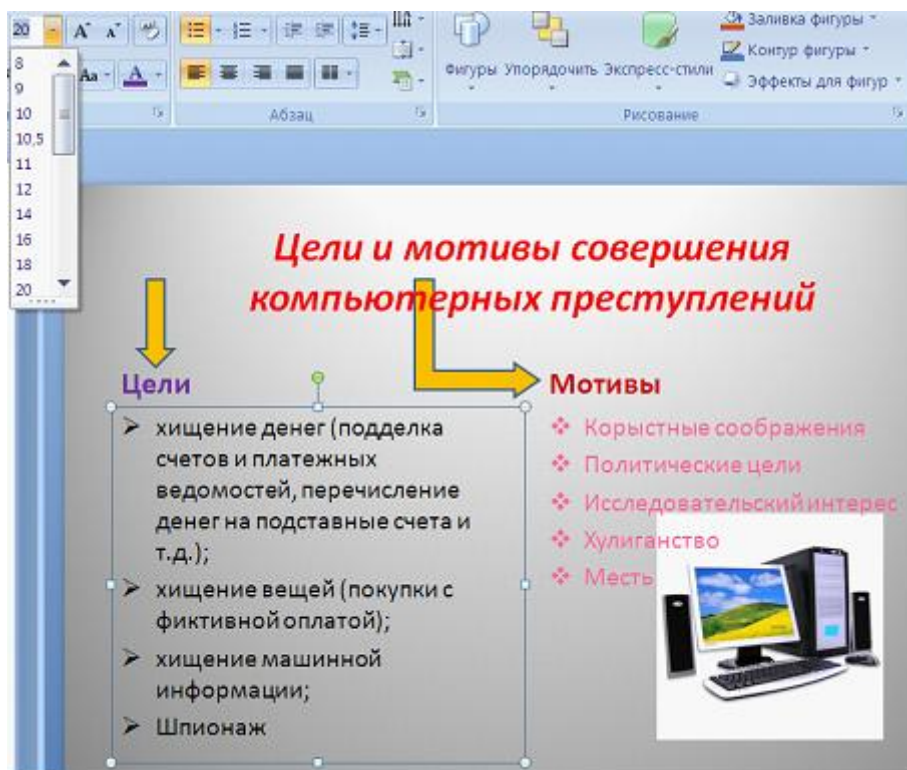 20
Заливка фигуры
Контур фигуры
Эффекты для фигур
Фигуры Упорядочить Экспресс-стили
Aa
A
Абзац
Рисование
8
9
10
10,5
11
12
14
16
18
20
Цели и мотивы совершения
компьютерных преступлений
Цели
хищение денег (подделка
счетов и платежных
ведомостей, перечисление
денег на подставные счета и
т.д.);
хищение вещей (покупки с
фиктивной оплатой);
хищение машинной
информации;
Шпионаж
Мотивы
Корыстные соображения
Политические цели
Исследовательский интерес
Хулиганство
Месть